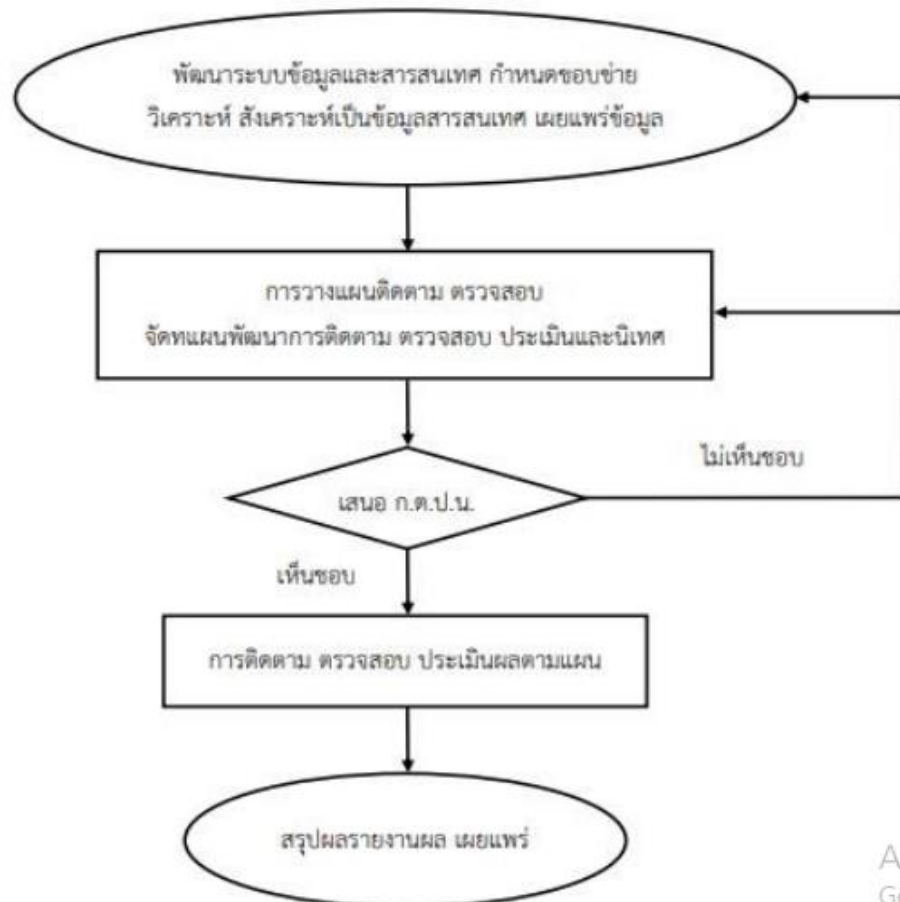 พัฒนาระบบข้อมูลและสารสนเทศ กำหนดขอบข่าย
วิเคราะห์ สังเคราะห์เป็นข้อมูลสารสนเทศ เผยแพร่ข้อมูล
การวางแผนติดตาม ตรวจสอบ
จัดทแผนพัฒนาการติดตาม ตรวจสอบ ประเมินและนิเทศ
ไม่เห็นชอบ
เสนอ ก.ต.ป.น.
เห็นชอบ
การติดตาม ตรวจสอบ ประเมินผลตามแผน
สรุปผลรายงานผล เผยแพร่